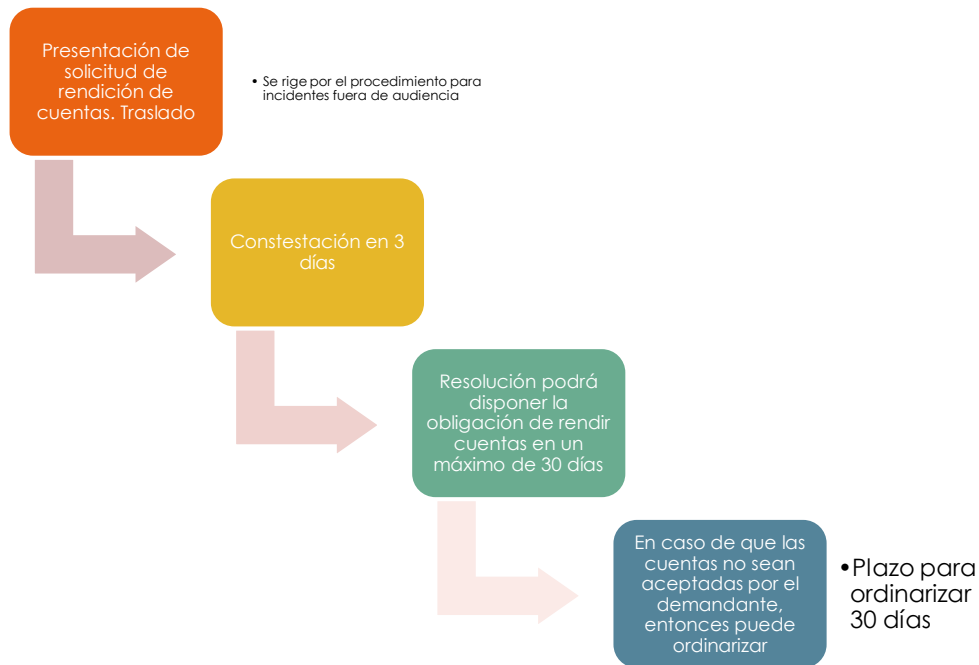 Presentación de
solicitud de
rendición de
cuentas. Traslado
• Se rige por el procedimiento para
incidentes fuera de audiencia
Constestación en 3
días
Resolución podrá
disponer la
obligación de rendir
cuentas en un
máximo de 30 días
En caso de que las
cuentas no sean
aceptadas por el
demandante,
entonces puede
ordinarizar
•Plazo para
ordinarizar
30 días